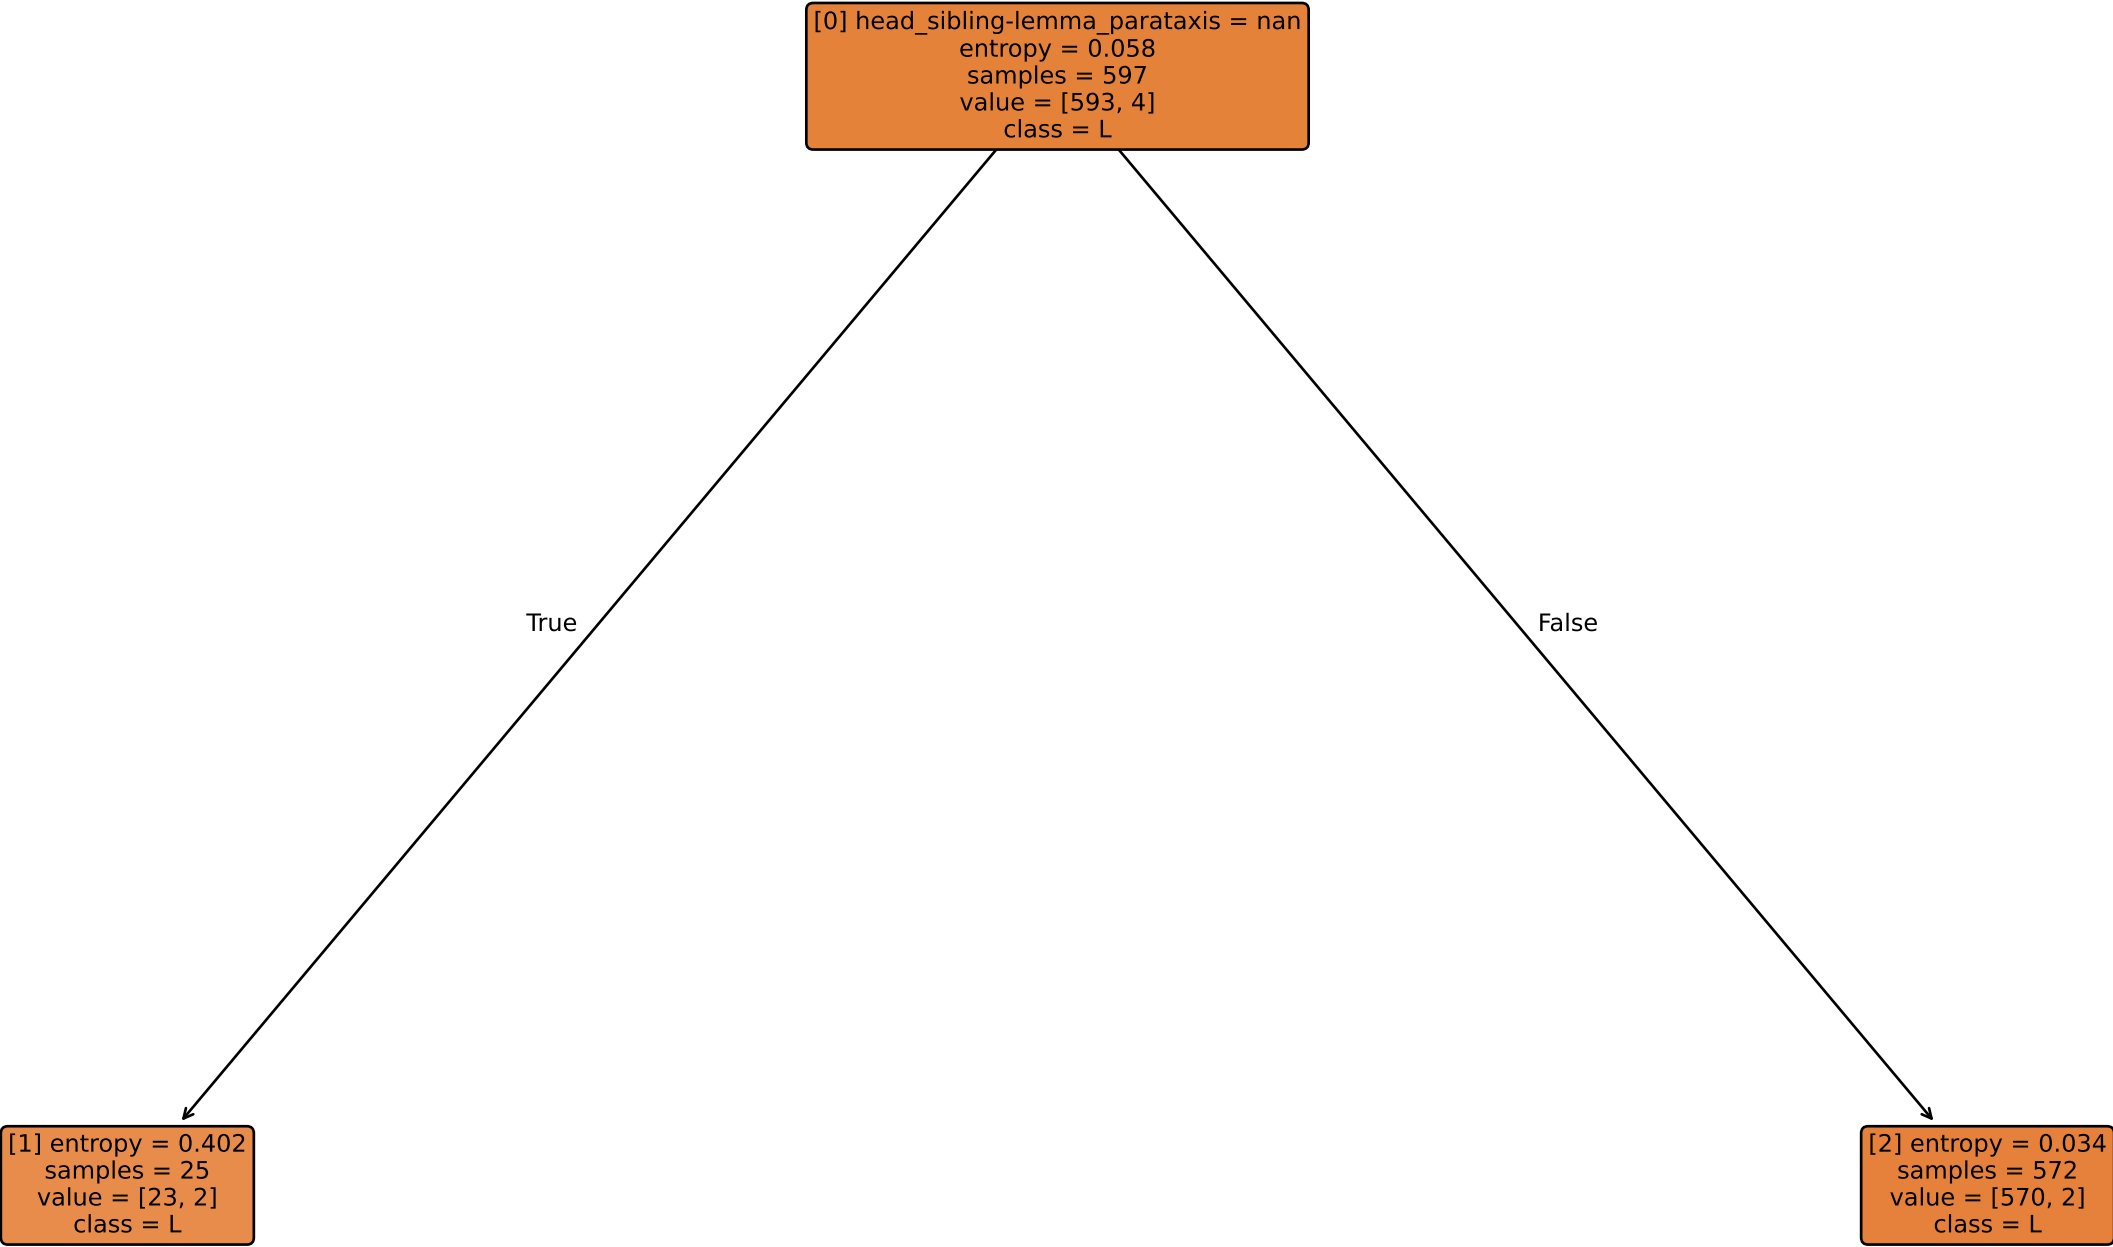 [0] head_sibling-lemma_parataxis = nan
entropy = 0.058
samples = 597
value = [593, 4]
class = L
True
False
[1] entropy = 0.402
samples = 25
value = [23, 2]
class = L
[2] entropy = 0.034
samples = 572
value = [570, 2]
class = L